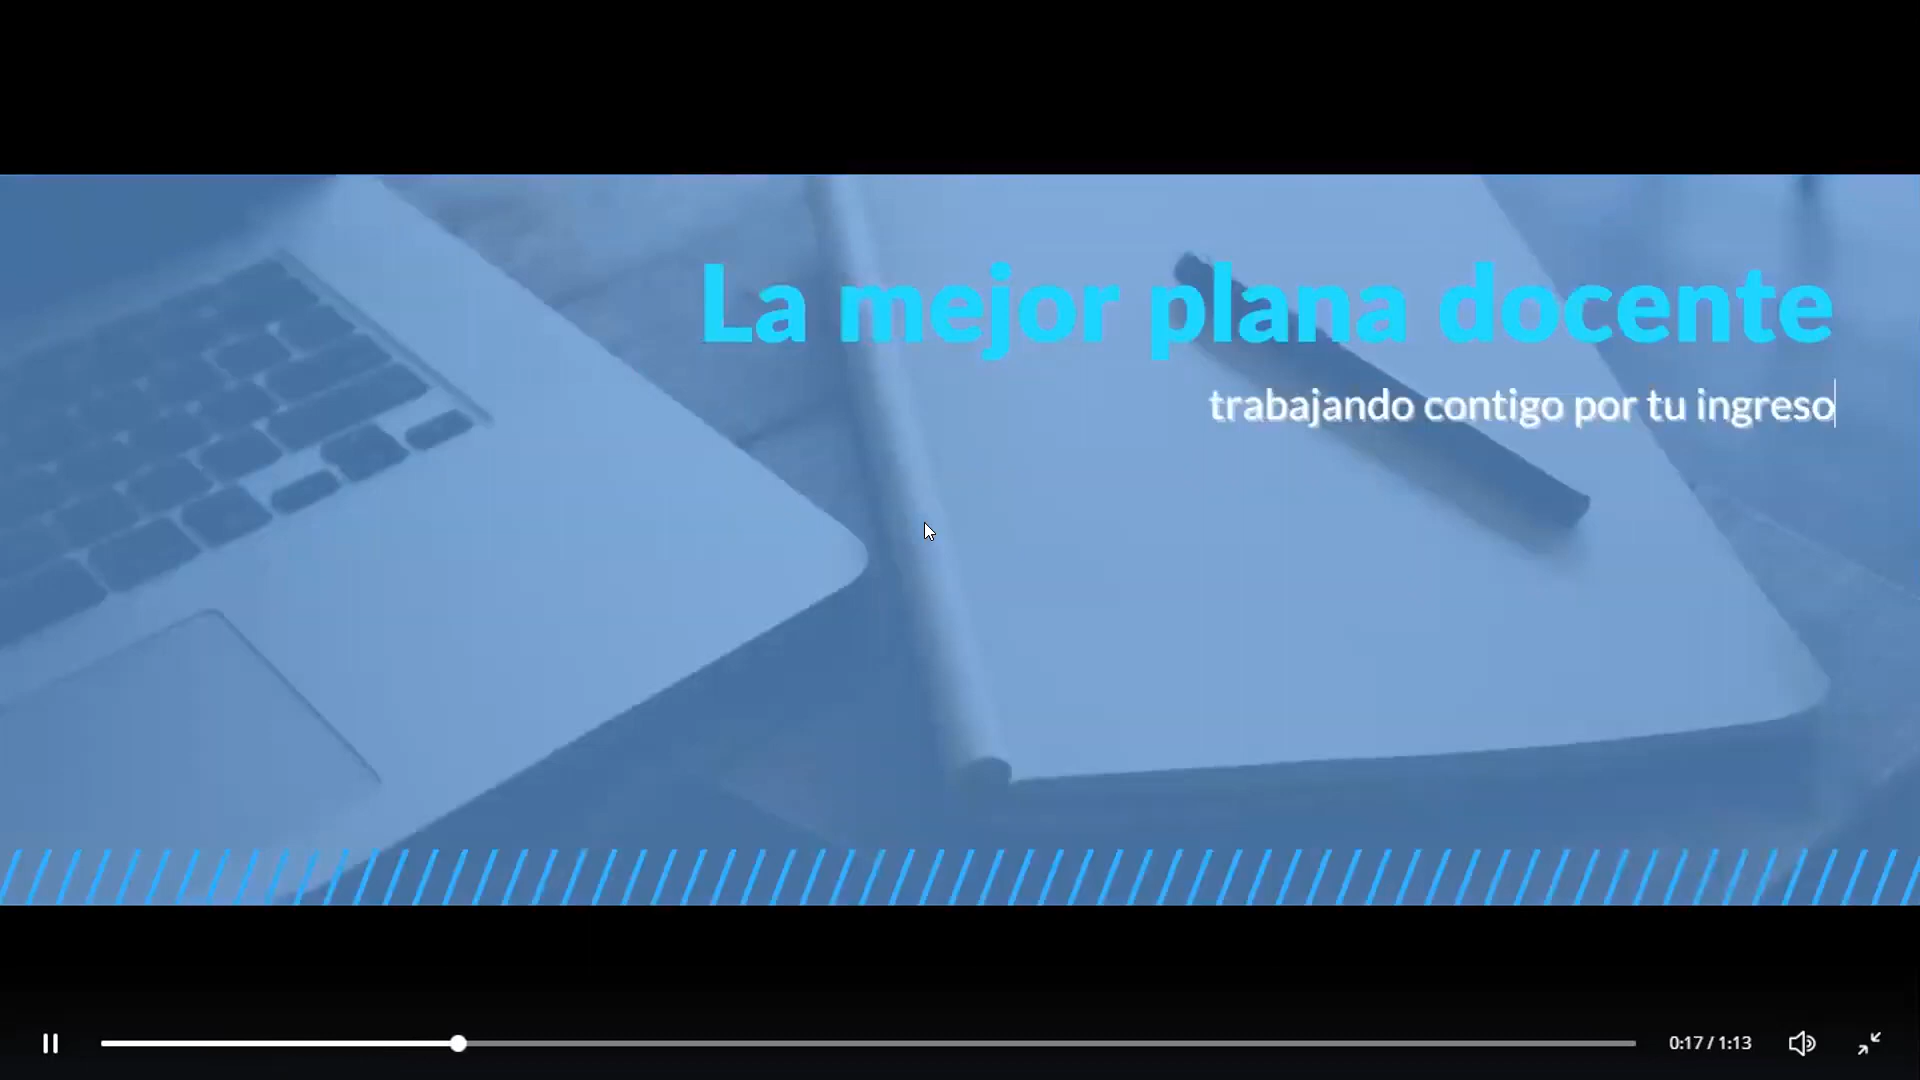 La mejor plana docente
trabajando contigo por tu ingreso
0:17 / 1:13